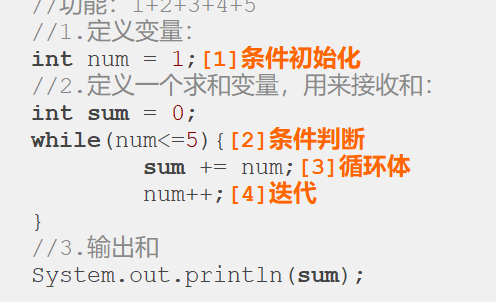 //功能：1+2+3+4+5
//1.定义变量：
int num = 1;[1]条件初始化
//2.定义一个求和变量，用来接收和：
int sum = 0;
while(num<=5){[2]条件判断
sum += num;[3]循环体
num++;[4]迭代
}
//3.输出和
System.out.println(sum);